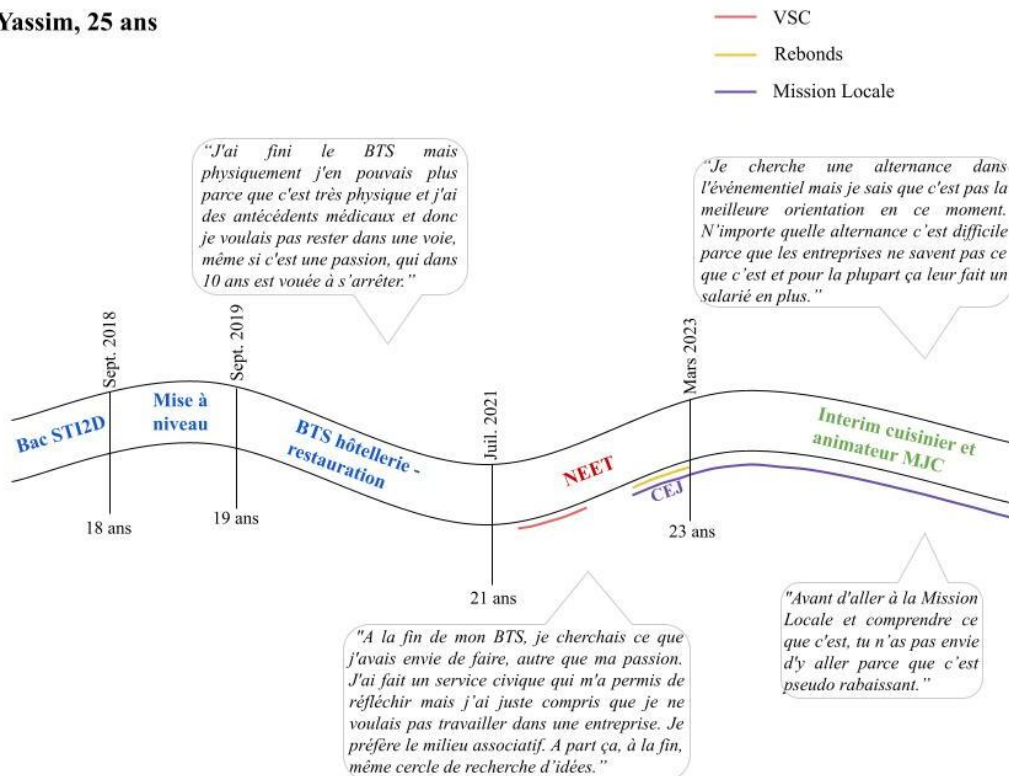 Yassim, 25 ans
VSC
Rebonds
Mission Locale
“J'ai fini le BTS mais
physiquement j'en pouvais plus
parce que c'est très physique et j'ai
des antécédents médicaux et donc
je voulais pas rester dans une voie,
même si c'est une passion, qui dans
10 ans est vouée à s’arrêter.”
“Je cherche une alternance dans
l'événementiel mais je sais que c'est pas la
meilleure orientation en ce moment.
N’importe quelle alternance c’est difficile
parce que les entreprises ne savent pas ce
que c’est et pour la plupart ça leur fait un
salarié en plus.”
Sept. 2018
Sept. 2019
Juil. 2021
Mars 2023
Bac STI2D
Mise à
niveau
BTS hôtellerie -
restauration
NEET
CEJ
Interim cuisinier et
animateur MJC
18 ans
19 ans
21 ans
23 ans
"A la fin de mon BTS, je cherchais ce que
j'avais envie de faire, autre que ma passion.
J'ai fait un service civique qui m'a permis de
réfléchir mais j’ai juste compris que je ne
voulais pas travailler dans une entreprise. Je
préfère le milieu associatif. A part ça, à la fin,
même cercle de recherche d’idées.”
"Avant d'aller à la Mission
Locale et comprendre ce
que c'est, tu n’as pas envie
d'y aller parce que c’est
pseudo rabaissant.”